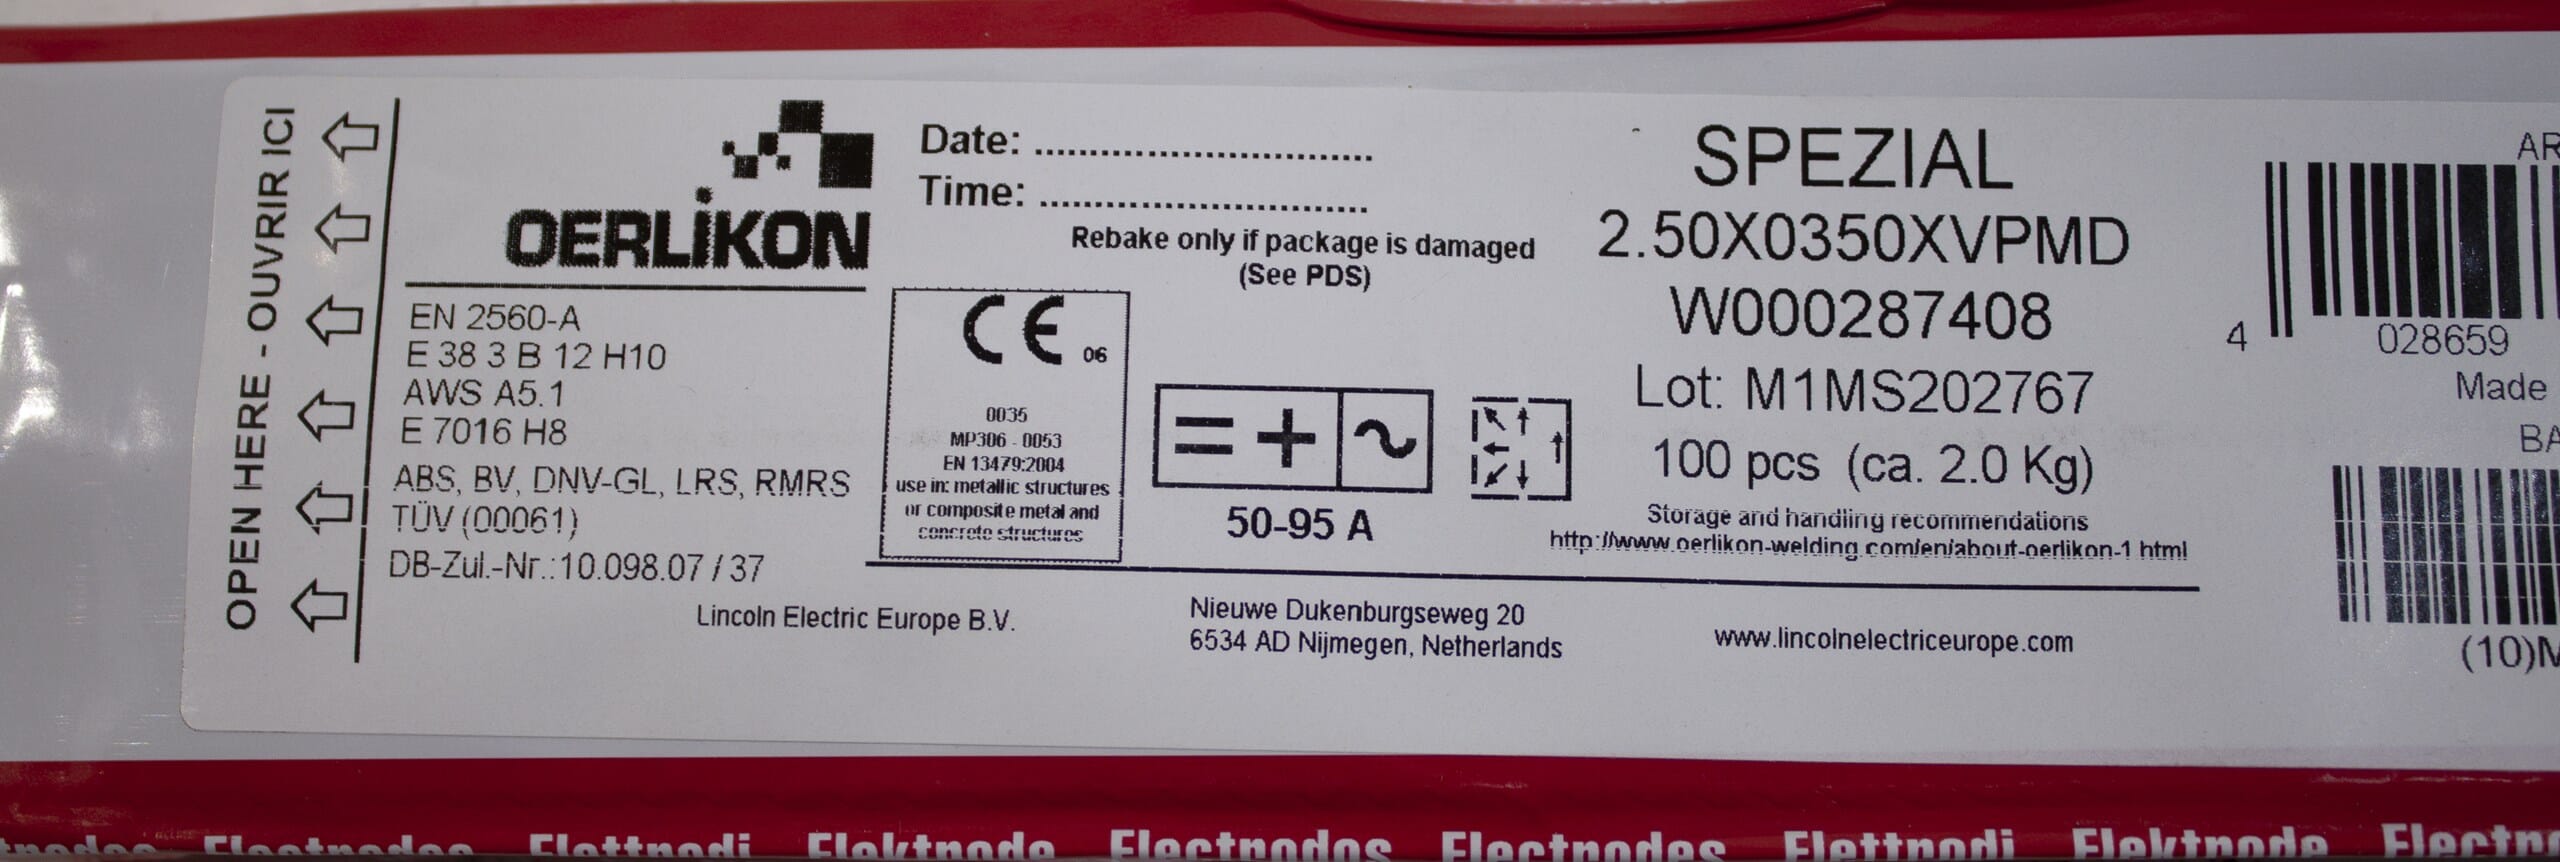 OPEN HERE - OUVRIR ICI
OERLIKON
EN 2560-A
E 38 3 B 12 H10
AWS A5.1
E 7016 H8
ABS, BV, DNV-GL, LRS, RMRS
TÜV (00061)
DB-Zul.-Nr.:10.098.07 / 37
Date: ...............................
Time: ..............................
Rebake only if package is damaged
(See PDS)
CE 06
0035
MP306 - 0053
EN 13479:2004
use in: metallic structures
or composite metal and
concrete structures
= + ~
50-95 A
SPEZIAL
2.50X0350XVPMD
W000287408
Lot: M1MS202767
100 pcs (ca. 2.0 Kg)
Storage and handling recommendations
http://www.oerlikon-welding.com/en/about-oerlikon-1.html
Lincoln Electric Europe B.V.
Nieuwe Dukenburgseweg 20
6534 AD Nijmegen, Netherlands
www.lincolnelectriceurope.com
AR
4 028659
Made
BA
(10)M
Electrodes Elettrodi Elektrode Electrodos Electrodes Elettrodi Elektrode